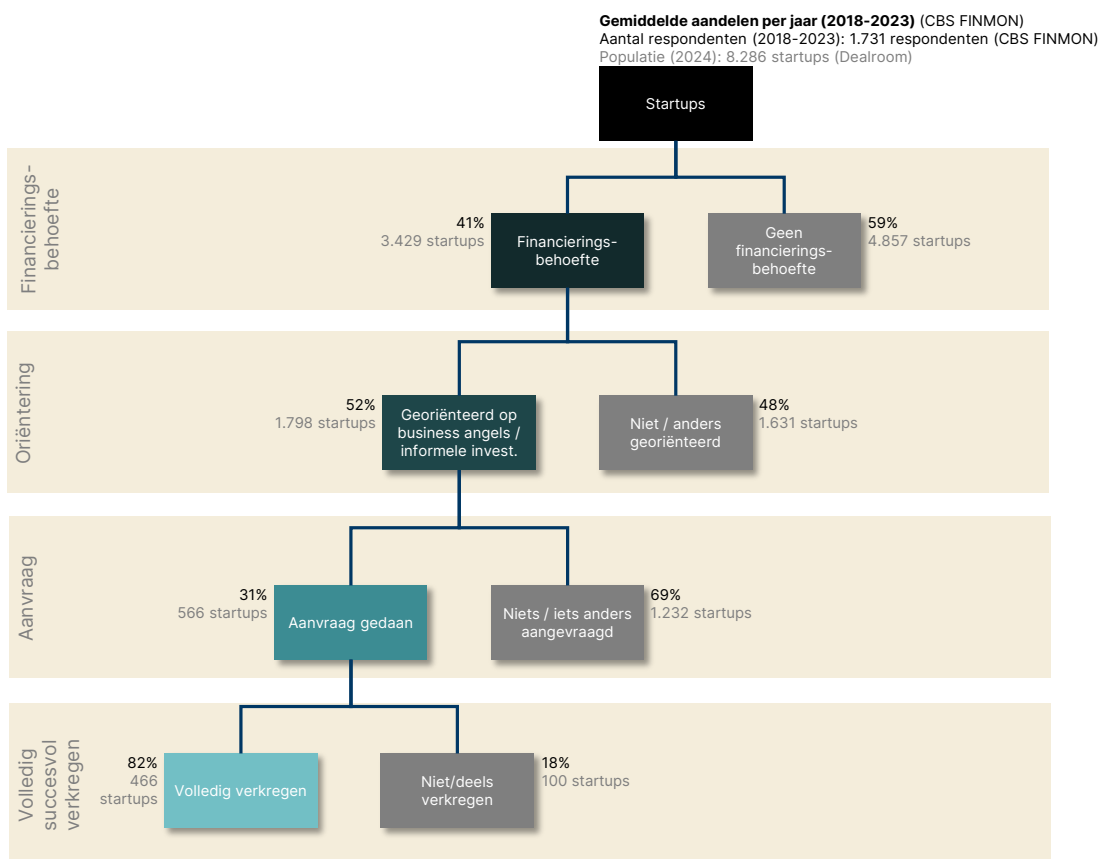 Gemiddelde aandelen per jaar (2018-2023) (CBS FINMON)
Aantal respondenten (2018-2023): 1.731 respondenten (CBS FINMON)
Populatie (2024): 8.286 startups (Dealroom)
Startups
Financierings-
behoefte
41%
3.429 startups
Financierings-
behoefte
Geen
financierings-
behoefte
59%
4.857 startups
Oriëntering
52%
1.798 startups
Georiënteerd op
business angels /
informele invest.
Niet / anders
georiënteerd
48%
1.631 startups
Aanvraag
31%
566 startups
Aanvraag gedaan
Niets / iets anders
aangevraagd
69%
1.232 startups
Volledig
succesvol
verkregen
82%
466
startups
Volledig verkregen
Niet/deels
verkregen
18%
100 startups